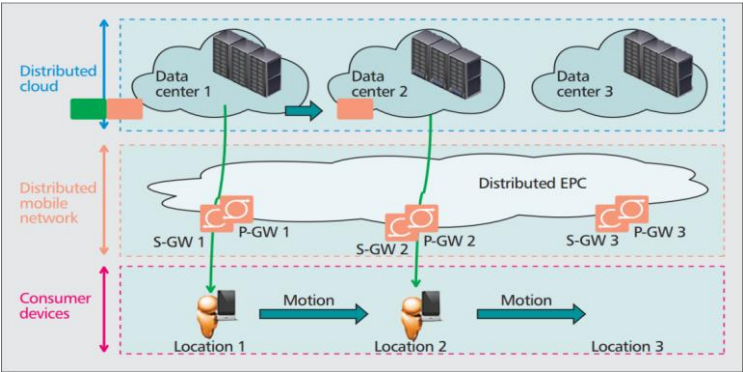 Distributed
cloud
Data
center 1
Data
center 2
Data
center 3
Distributed
mobile
network
Distributed EPC
S-GW 1
P-GW 1
S-GW 2
P-GW 2
S-GW 3
P-GW 3
Consumer
devices
Motion
Motion
Location 1
Location 2
Location 3